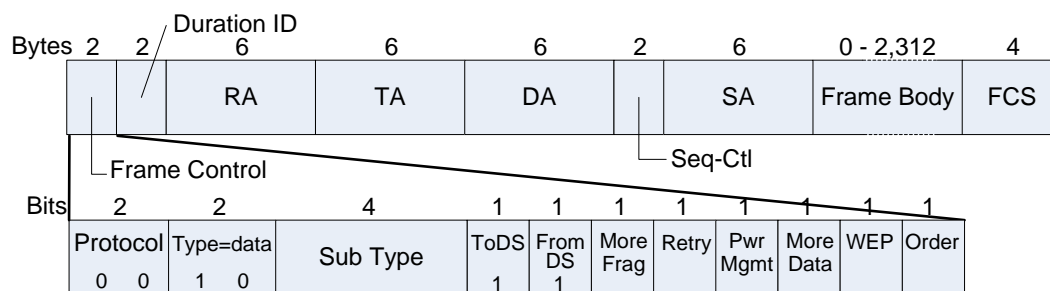 Duration ID
Bytes 2 2 6 6 6 2 6 0 - 2,312 4
RA TA DA SA Frame Body FCS
Frame Control
Seq-Ctl
Bits 2 2 4 1 1 1 1 1 1 1 1
Protocol Type=data Sub Type ToDS From DS More Frag Retry Pwr Mgmt More Data WEP Order
0 0 1 0 1 1